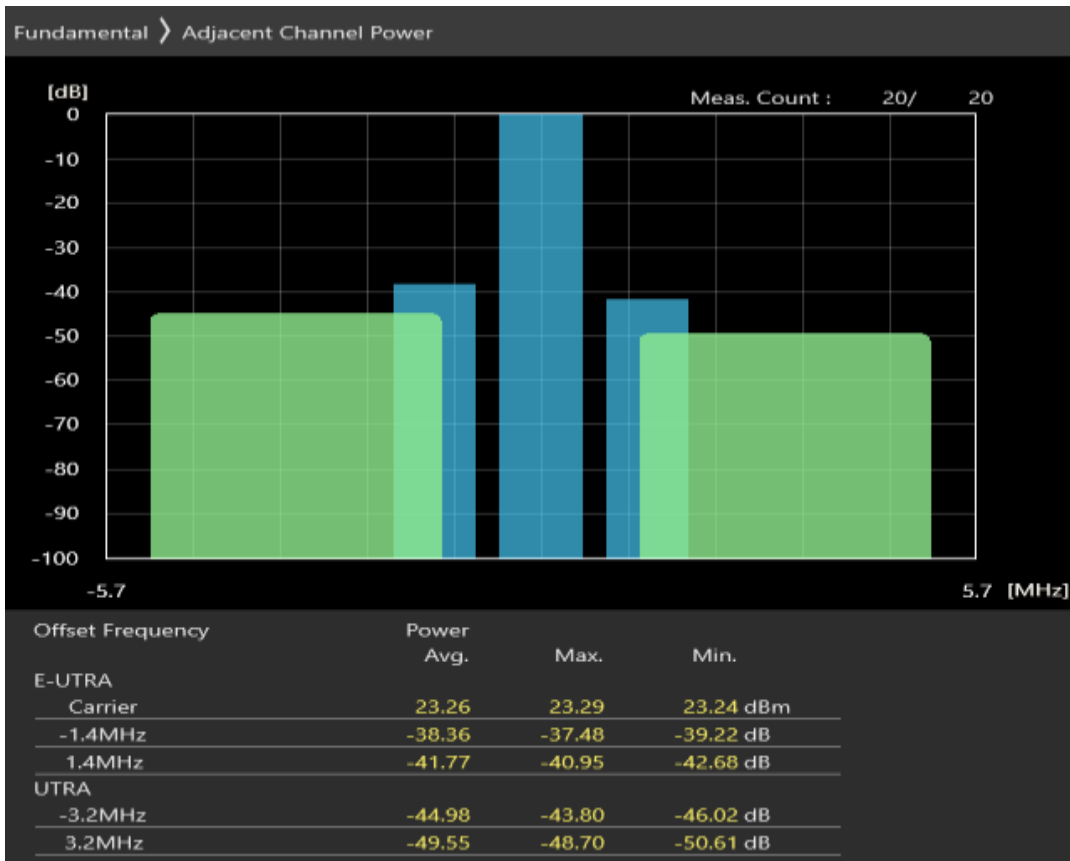 Fundamental 〉 Adjacent Channel Power
[dB]
Meas. Count : 20/ 20
0
-10
-20
-30
-40
-50
-60
-70
-80
-90
-100
-5.7 5.7 [MHz]
Offset Frequency Power
Avg. Max. Min.
E-UTRA
Carrier 23.26 23.29 23.24 dBm
-1.4MHz -38.36 -37.48 -39.22 dB
1.4MHz -41.77 -40.95 -42.68 dB
UTRA
-3.2MHz -44.98 -43.80 -46.02 dB
3.2MHz -49.55 -48.70 -50.61 dB